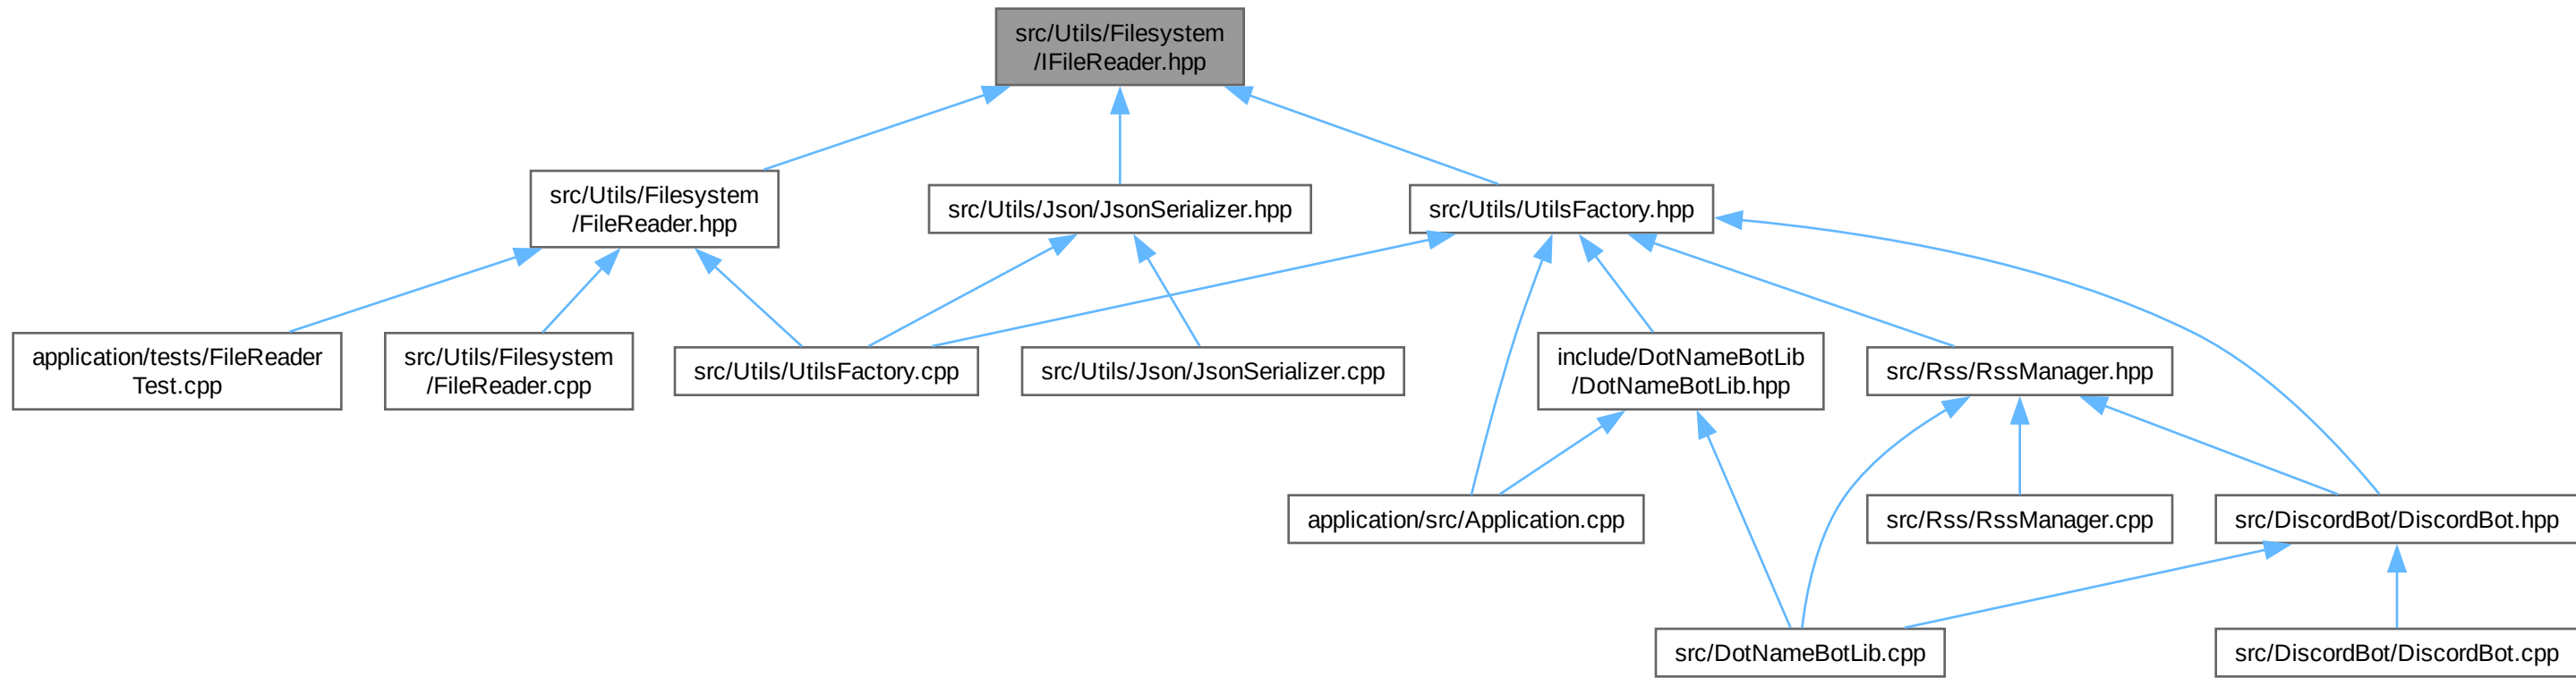 src/Utils/Filesystem
/IFileReader.hpp
src/Utils/Filesystem
/FileReader.hpp
src/Utils/Json/JsonSerializer.hpp
src/Utils/UtilsFactory.hpp
application/tests/FileReader
Test.cpp
src/Utils/Filesystem
/FileReader.cpp
src/Utils/UtilsFactory.cpp
src/Utils/Json/JsonSerializer.cpp
include/DotNameBotLib
/DotNameBotLib.hpp
src/Rss/RssManager.hpp
application/src/Application.cpp
src/Rss/RssManager.cpp
src/DiscordBot/DiscordBot.hpp
src/DotNameBotLib.cpp
src/DiscordBot/DiscordBot.cpp